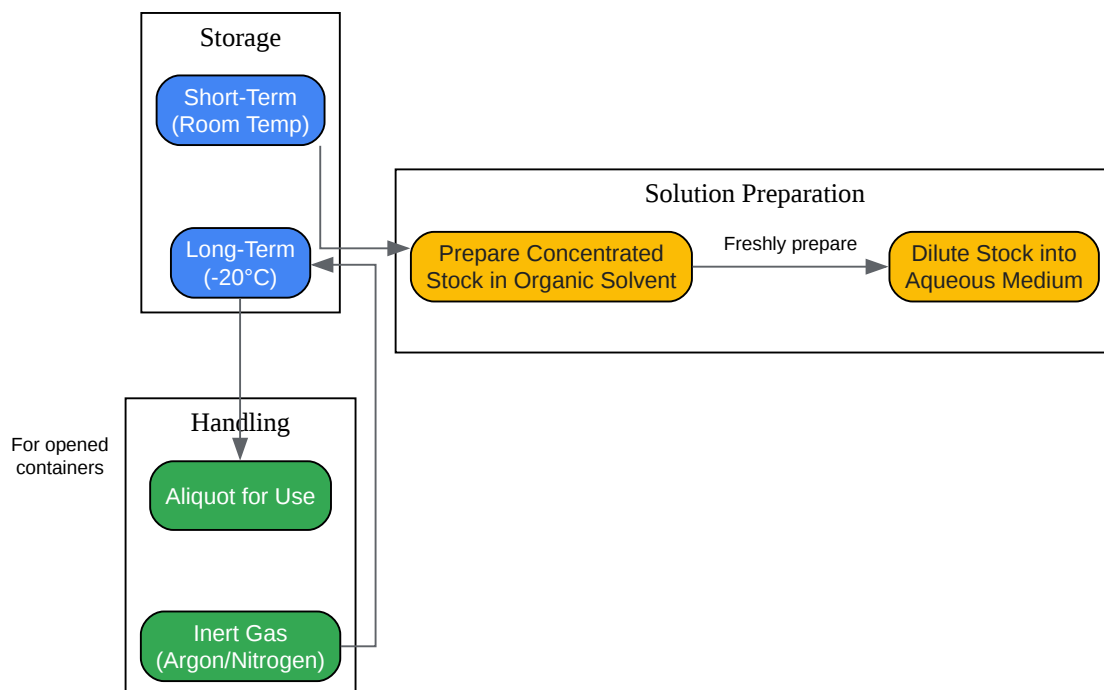 Storage
Short-Term
(Room Temp)
Long-Term
(-20°C)
Solution Preparation
Prepare Concentrated
Stock in Organic Solvent
Freshly prepare
Dilute Stock into
Aqueous Medium
Handling
For opened
containers
Aliquot for Use
Inert Gas
(Argon/Nitrogen)